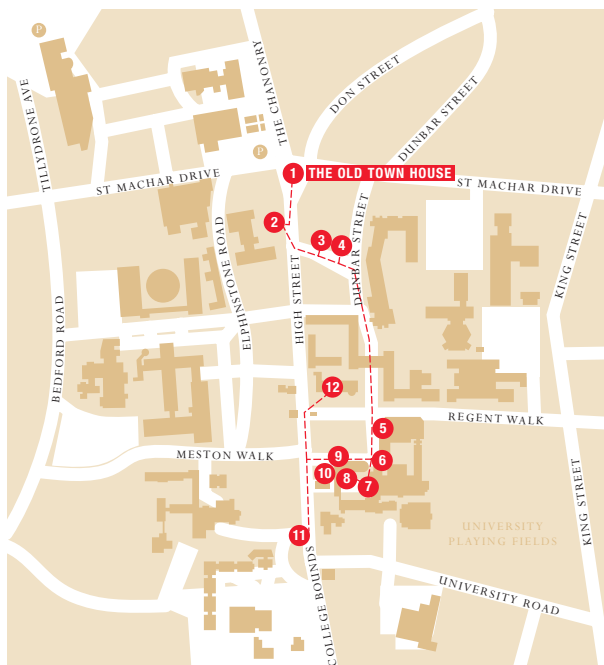 P
TILLYDRONE AVE
THE CHANONRY
DON STREET
DUNBAR STREET
P
ST MACHAR DRIVE
1 THE OLD TOWN HOUSE
ST MACHAR DRIVE
2
3
4
DUNBAR STREET
KING STREET
ELPHINSTONE ROAD
HIGH STREET
BEDFORD ROAD
12
REGENT WALK
5
MESTON WALK
9
6
10
8
7
KING STREET
11
UNIVERSITY
PLAYING FIELDS
COLLEGE BOUNDS
UNIVERSITY ROAD